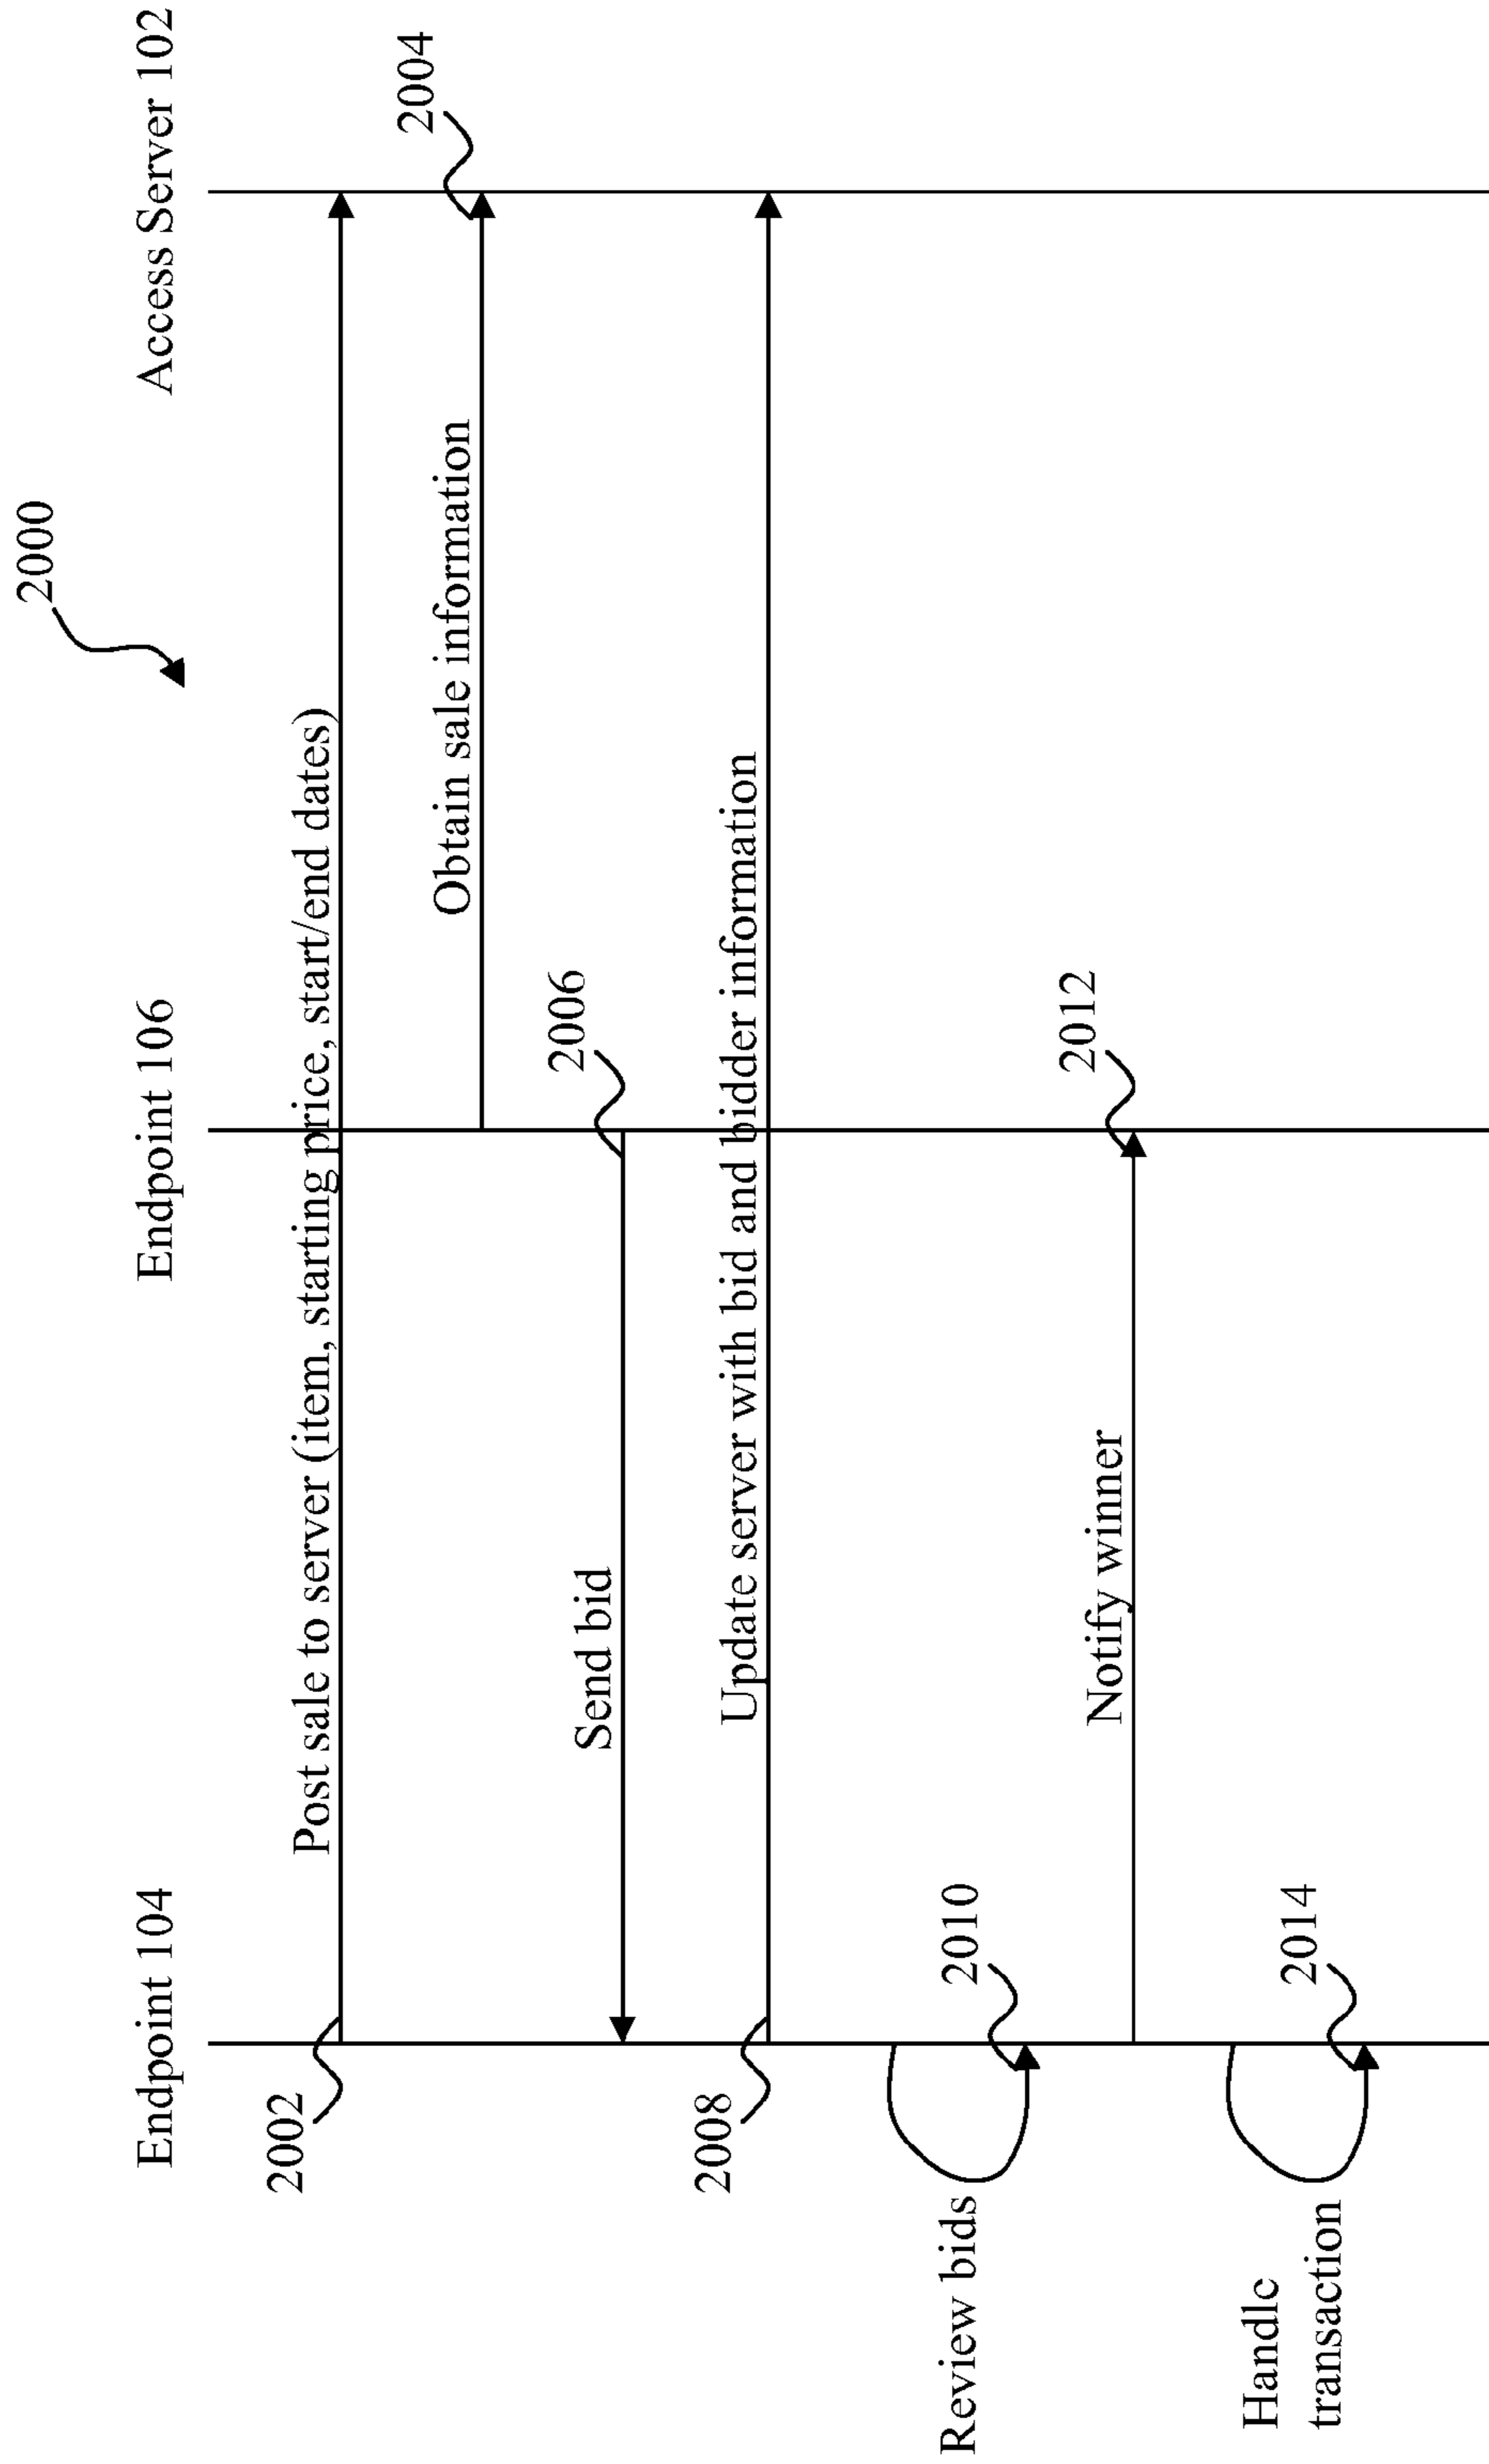 2000
Endpoint 104
Endpoint 106
Access Server 102
2002
Post sale to server (item, starting price, start/end dates)
2004
Obtain sale information
2006
Send bid
2008
Update server with bid and bidder information
2010
Review bids
2012
Notify winner
2014
Handle
transaction